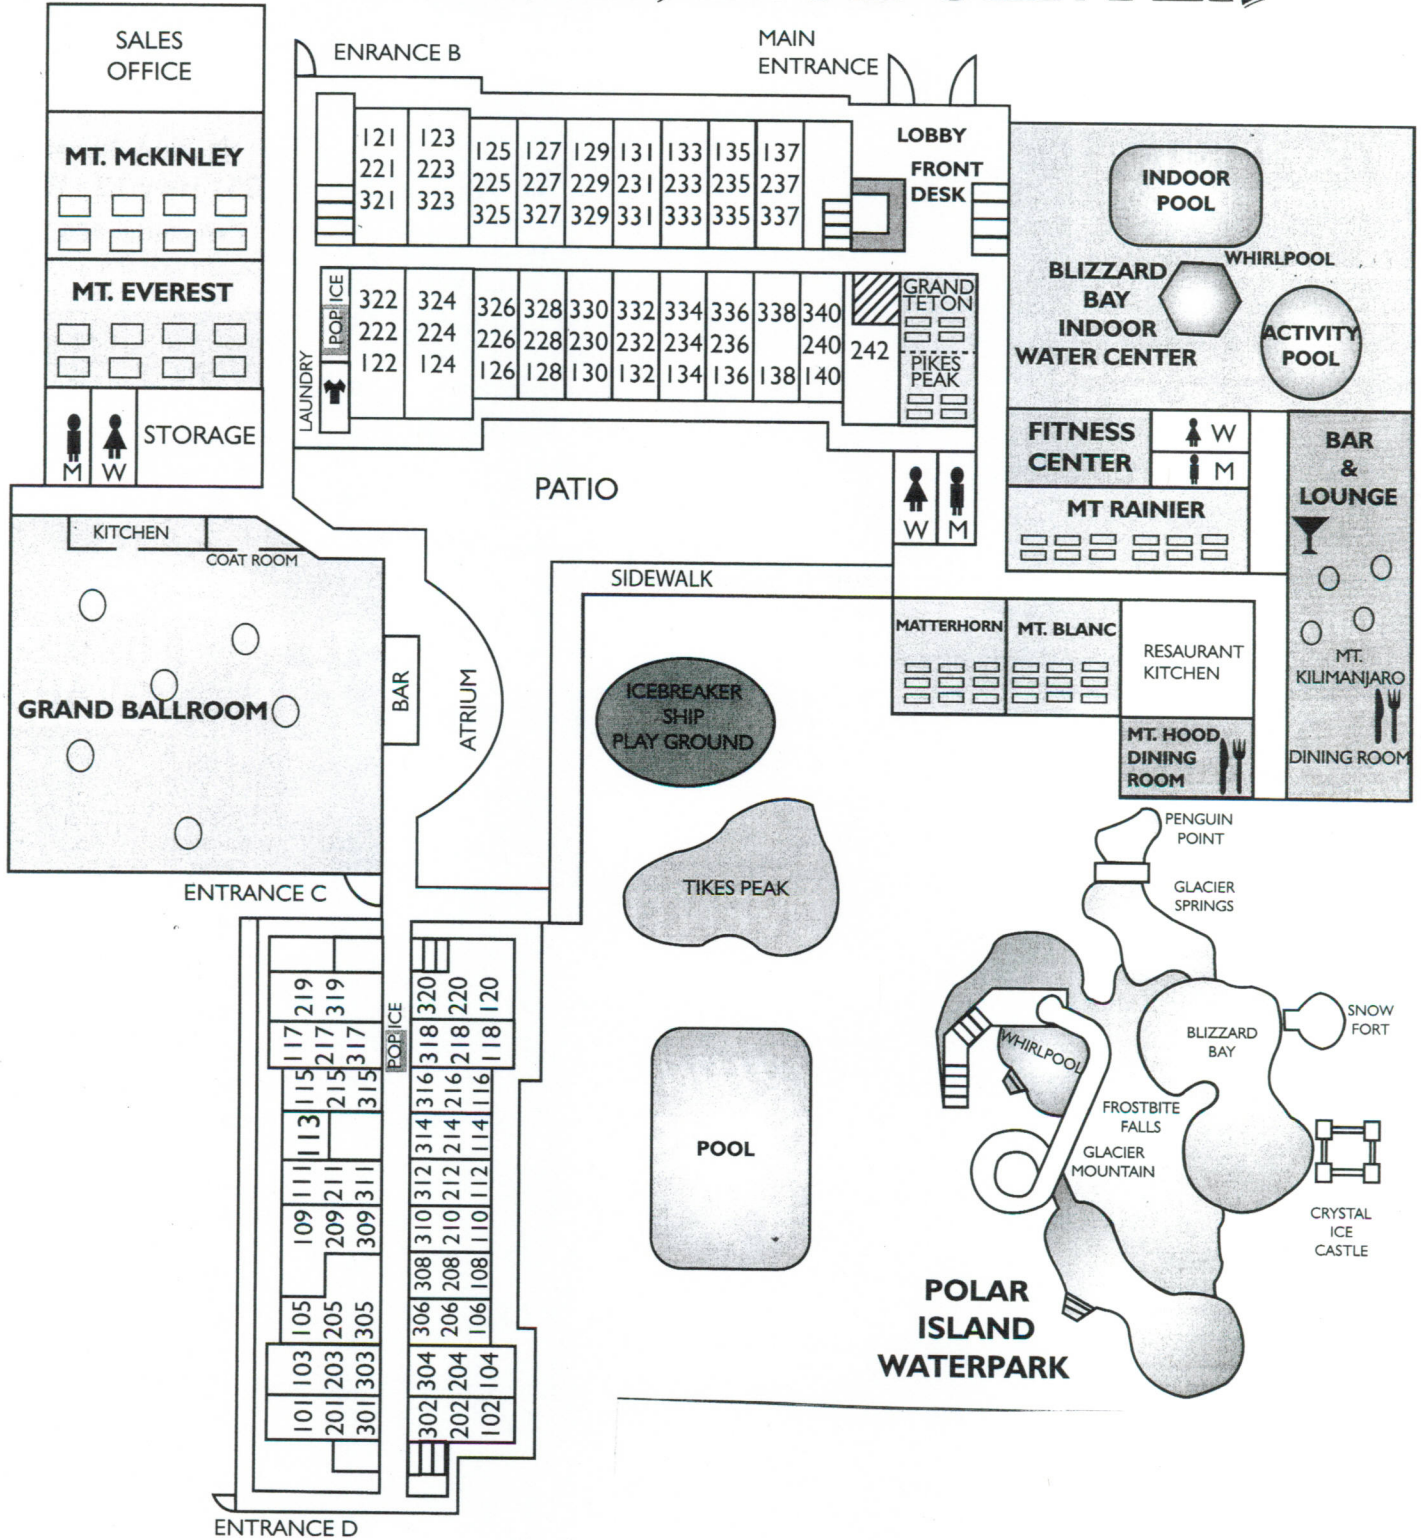 SALES
OFFICE
MT. McKINLEY
MT. EVEREST
M
W
STORAGE
ENRANCE B
MAIN
ENTRANCE
LOBBY
FRONT
DESK
121 123 125 127 129 131 133 135 137
221 223 225 227 229 231 233 235 237
321 323 325 327 329 331 333 335 337
POP ICE
LAUNDRY
322 324 326 328 330 332 334 336 338 340
222 224 226 228 230 232 234 236 240 242
122 124 126 128 130 132 134 136 138 140
GRAND
TETON
PIKES
PEAK
INDOOR
POOL
WHIRLPOOL
BLIZZARD
BAY
INDOOR
WATER CENTER
ACTIVITY
POOL
FITNESS
CENTER
W
M
MT RAINIER
BAR
&
LOUNGE
MT.
KILIMANJARO
DINING ROOM
PATIO
W
M
SIDEWALK
MATTERHORN
MT. BLANC
RESAURANT
KITCHEN
MT. HOOD
DINING
ROOM
KITCHEN
COAT ROOM
GRAND BALLROOM
BAR
ATRIUM
ENTRANCE C
ICEBREAKER
SHIP
PLAY GROUND
TIKES PEAK
POOL
PENGUIN
POINT
GLACIER
SPRINGS
SNOW
FORT
BLIZZARD
BAY
WHIRLPOOL
FROSTBITE
FALLS
GLACIER
MOUNTAIN
CRYSTAL
ICE
CASTLE
POLAR
ISLAND
WATERPARK
POP ICE
219 319 320 220 120
117 217 317 318 218 118
115 215 315 316 216 116
113 314 214 114
111 211 311 312 212 112
109 209 309 310 210 110
308 208 108
105 205 305 306 206 106
103 203 303 304 204 104
101 201 301 302 202 102
ENTRANCE D